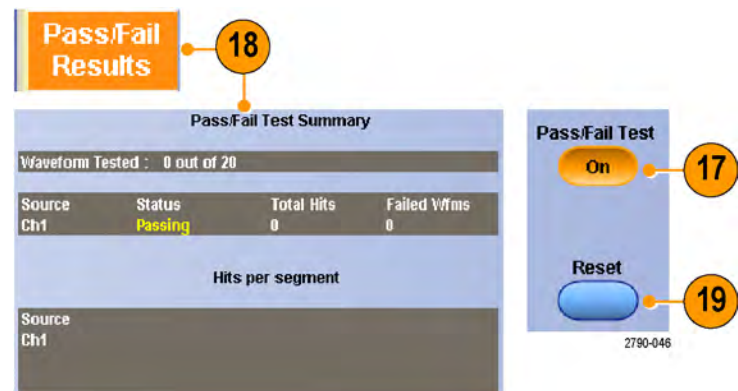 Pass/Fail
Results
18
Pass/Fail Test Summary
Waveform Tested : 0 out of 20
Source Status Total Hits Failed Wfms
Ch1 Passing 0 0
Hits per segment
Source
Ch1
Pass/Fail Test
On
17
Reset
19
2790-046